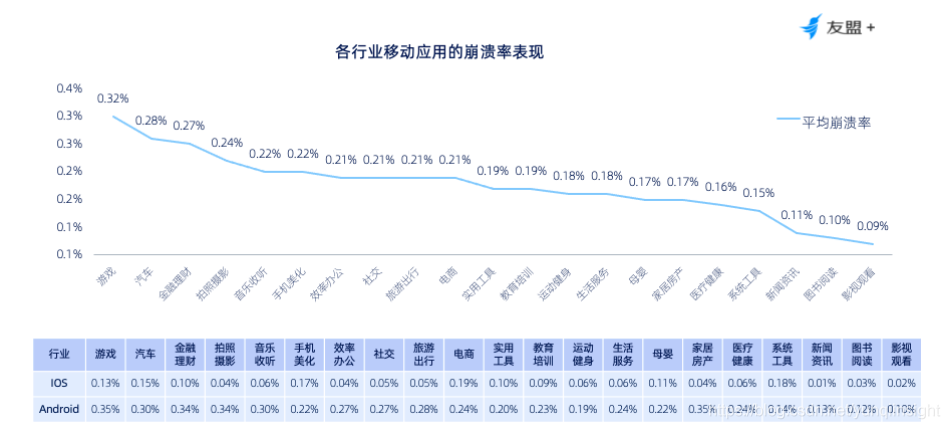 友盟+
各行业移动应用的崩溃率表现
0.4%
0.3%
0.3%
0.2%
0.2%
0.1%
0.1%
平均崩溃率
0.32% 0.28% 0.27% 0.24% 0.22% 0.22% 0.21% 0.21% 0.21% 0.21% 0.19% 0.19% 0.18% 0.18% 0.17% 0.17% 0.16% 0.15% 0.11% 0.10% 0.09%
游戏 汽车 金融理财 拍照摄影 音乐收听 手机美化 效率办公 社交 旅游出行 电商 实用工具 教育培训 运动健身 生活服务 母婴 家居房产 医疗健康 系统工具 新闻资讯 图书阅读 影视观看
行业 游戏 汽车 金融理财 拍照摄影 音乐收听 手机美化 效率办公 社交 旅游出行 电商 实用工具 教育培训 运动健身 生活服务 母婴 家居房产 医疗健康 系统工具 新闻资讯 图书阅读 影视观看
IOS 0.13% 0.15% 0.10% 0.04% 0.06% 0.17% 0.04% 0.05% 0.05% 0.19% 0.10% 0.09% 0.06% 0.06% 0.11% 0.04% 0.06% 0.18% 0.01% 0.03% 0.02%
Android 0.35% 0.30% 0.34% 0.34% 0.30% 0.22% 0.27% 0.27% 0.28% 0.24% 0.20% 0.23% 0.19% 0.24% 0.22% 0.35% 0.24% 0.14% 0.13% 0.12% 0.10%